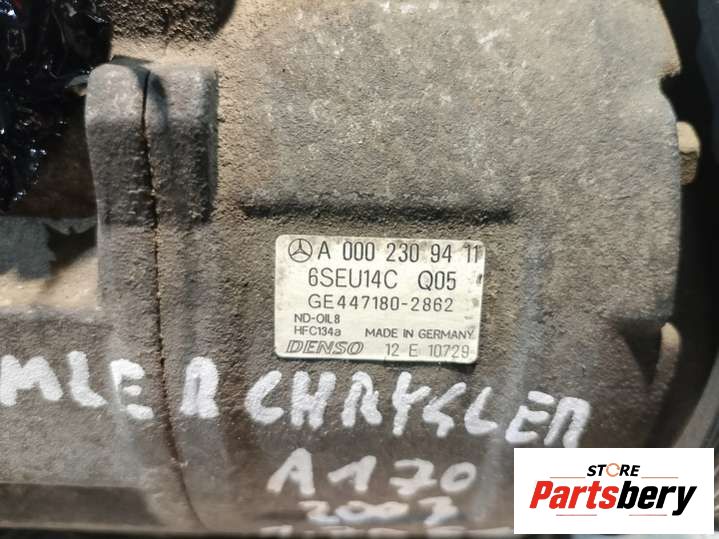 A 000 230 94 11
6SEU14C Q05
GE447180-2862
ND-OIL8
HFC134a MADE IN GERMANY
DENSO 12 E 10729
MLER CHRYSLER
A170
2007
STORE
Partsbery